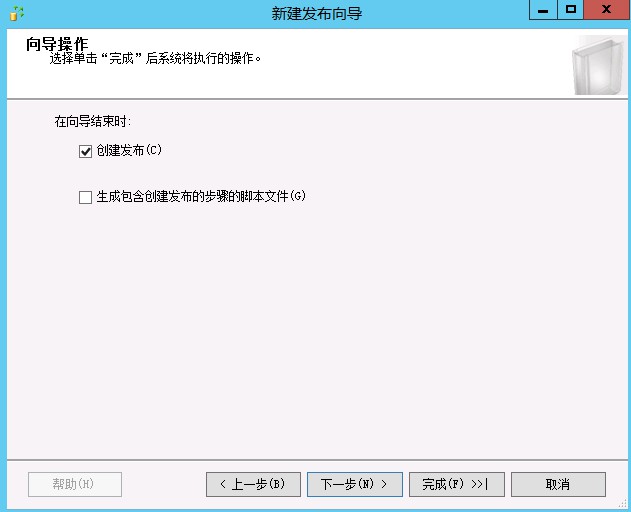 新建发布向导
向导操作
选择单击“完成”后系统将执行的操作。
在向导结束时:
创建发布(C)
生成包含创建发布的步骤的脚本文件(G)
帮助(H)
< 上一步(B)
下一步(N) >
完成(F) >>|
取消